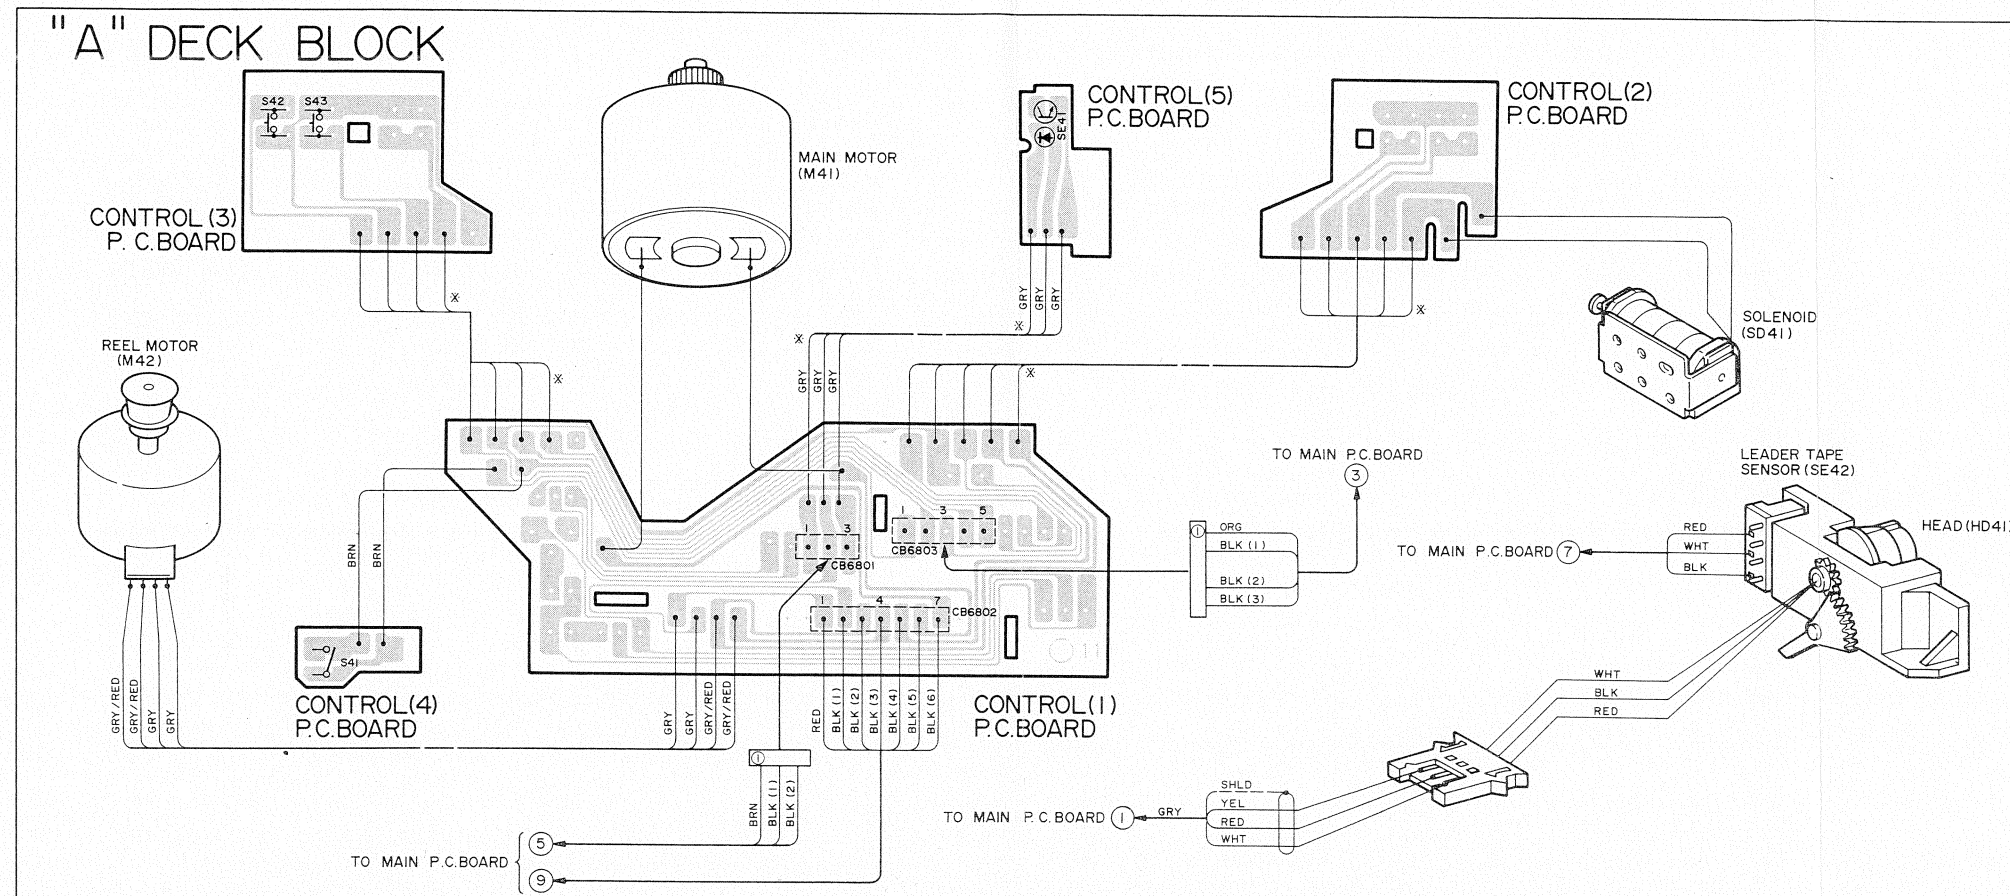 "A" DECK BLOCK
S42 S43
CONTROL(3)
P.C.BOARD
MAIN MOTOR
(M41)
SE41
CONTROL(5)
P.C.BOARD
CONTROL(2)
P.C.BOARD
GRY GRY GRY
SOLENOID
(SD41)
REEL MOTOR
(M42)
GRY GRY GRY
BRN BRN
TO MAIN P.C.BOARD
3
LEADER TAPE
SENSOR(SE42)
HEAD(HD41)
1 3 5
CB6803
1 3
CB6801
1 4 7
CB6802
11
1
ORG
BLK (1)
BLK (2)
BLK (3)
TO MAIN P.C.BOARD 7
RED
WHT
BLK
S41
CONTROL(4)
P.C.BOARD
GRY/RED GRY/RED GRY GRY
GRY GRY GRY/RED GRY/RED
RED BLK (1) BLK (2) BLK (3) BLK (4) BLK (5) BLK (6)
CONTROL(1)
P.C.BOARD
WHT
BLK
RED
1
BRN BLK (1) BLK (2)
TO MAIN P.C.BOARD 1 GRY
SHLD
YEL
RED
WHT
TO MAIN P.C.BOARD
5
9